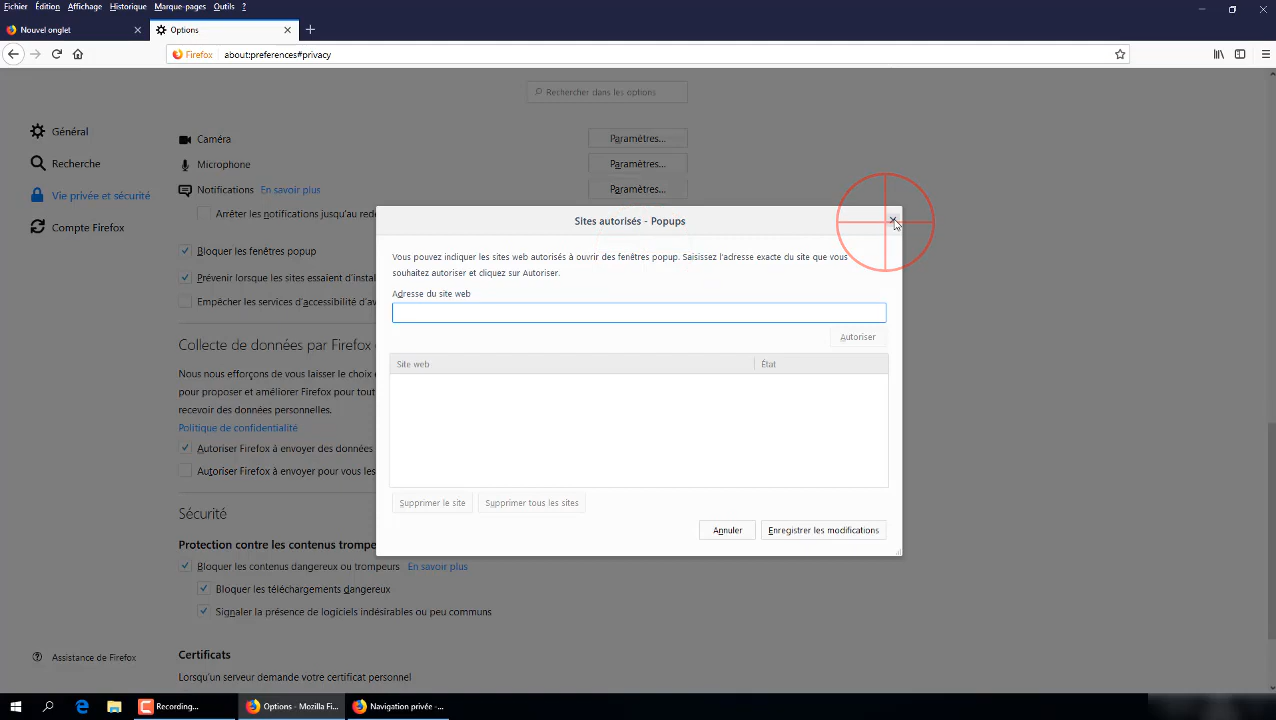 Fichier Édition Affichage Historique Marque-pages Outils ?
Nouvel onglet
Options
Firefox about:preferences#privacy
Rechercher dans les options
Général
Recherche
Vie privée et sécurité
Compte Firefox
Caméra Paramètres...
Microphone Paramètres...
Notifications En savoir plus Paramètres...
Arrêter les notifications jusqu'au
Bloquer les fenêtres popup
Prévenir lorsque les sites essaient
Empêcher les services d'accessibilité
Collecte de données par Firefox
Nous nous efforçons de vous laisser le choix
pour proposer et améliorer Firefox pour
recevoir des données personnelles.
Politique de confidentialité
Autoriser Firefox à envoyer des données
Autoriser Firefox à envoyer pour vous les
Sécurité
Protection contre les contenus
Bloquer les contenus dangereux ou trompeurs En savoir plus
Bloquer les téléchargements dangereux
Signaler la présence de logiciels indésirables ou peu communs
Certificats
Lorsqu'un serveur demande votre certificat personnel
Assistance de Firefox
Sites autorisés - Popups
Vous pouvez indiquer les sites web autorisés à ouvrir des fenêtres popup. Saisissez l'adresse exacte du site que vous
souhaitez autoriser et cliquez sur Autoriser.
Adresse du site web
Autoriser
Site web État
Supprimer le site Supprimer tous les sites
Annuler Enregistrer les modifications
Recording... Options - Mozilla Fi... Navigation privée -...